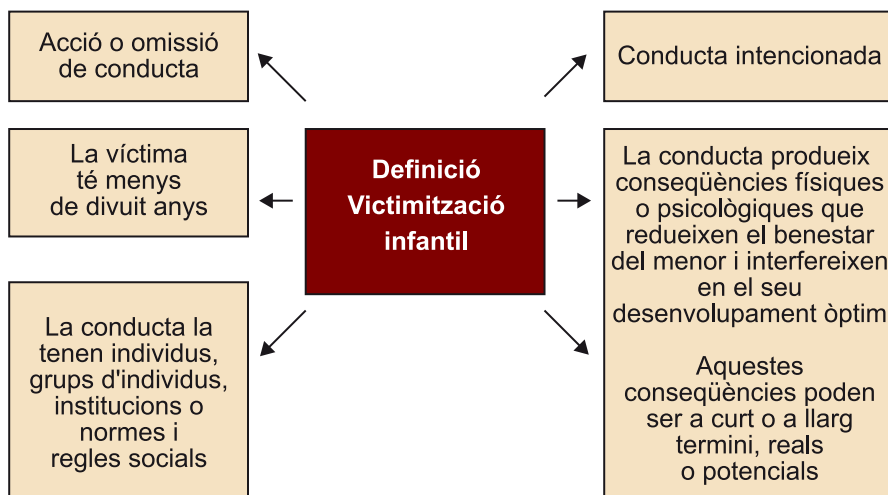 Acció o omissió
de conducta
La víctima
té menys
de divuit anys
La conducta la
tenen individus,
grups d'individus,
institucions o
normes i
regles socials
Definició
Victimització
infantil
Conducta intencionada
La conducta produeix
conseqüències físiques
o psicològiques que
redueixen el benestar
del menor i interfereixen
en el seu
desenvolupament òptim
Aquestes
conseqüències poden
ser a curt o a llarg
termini, reals
o potencials